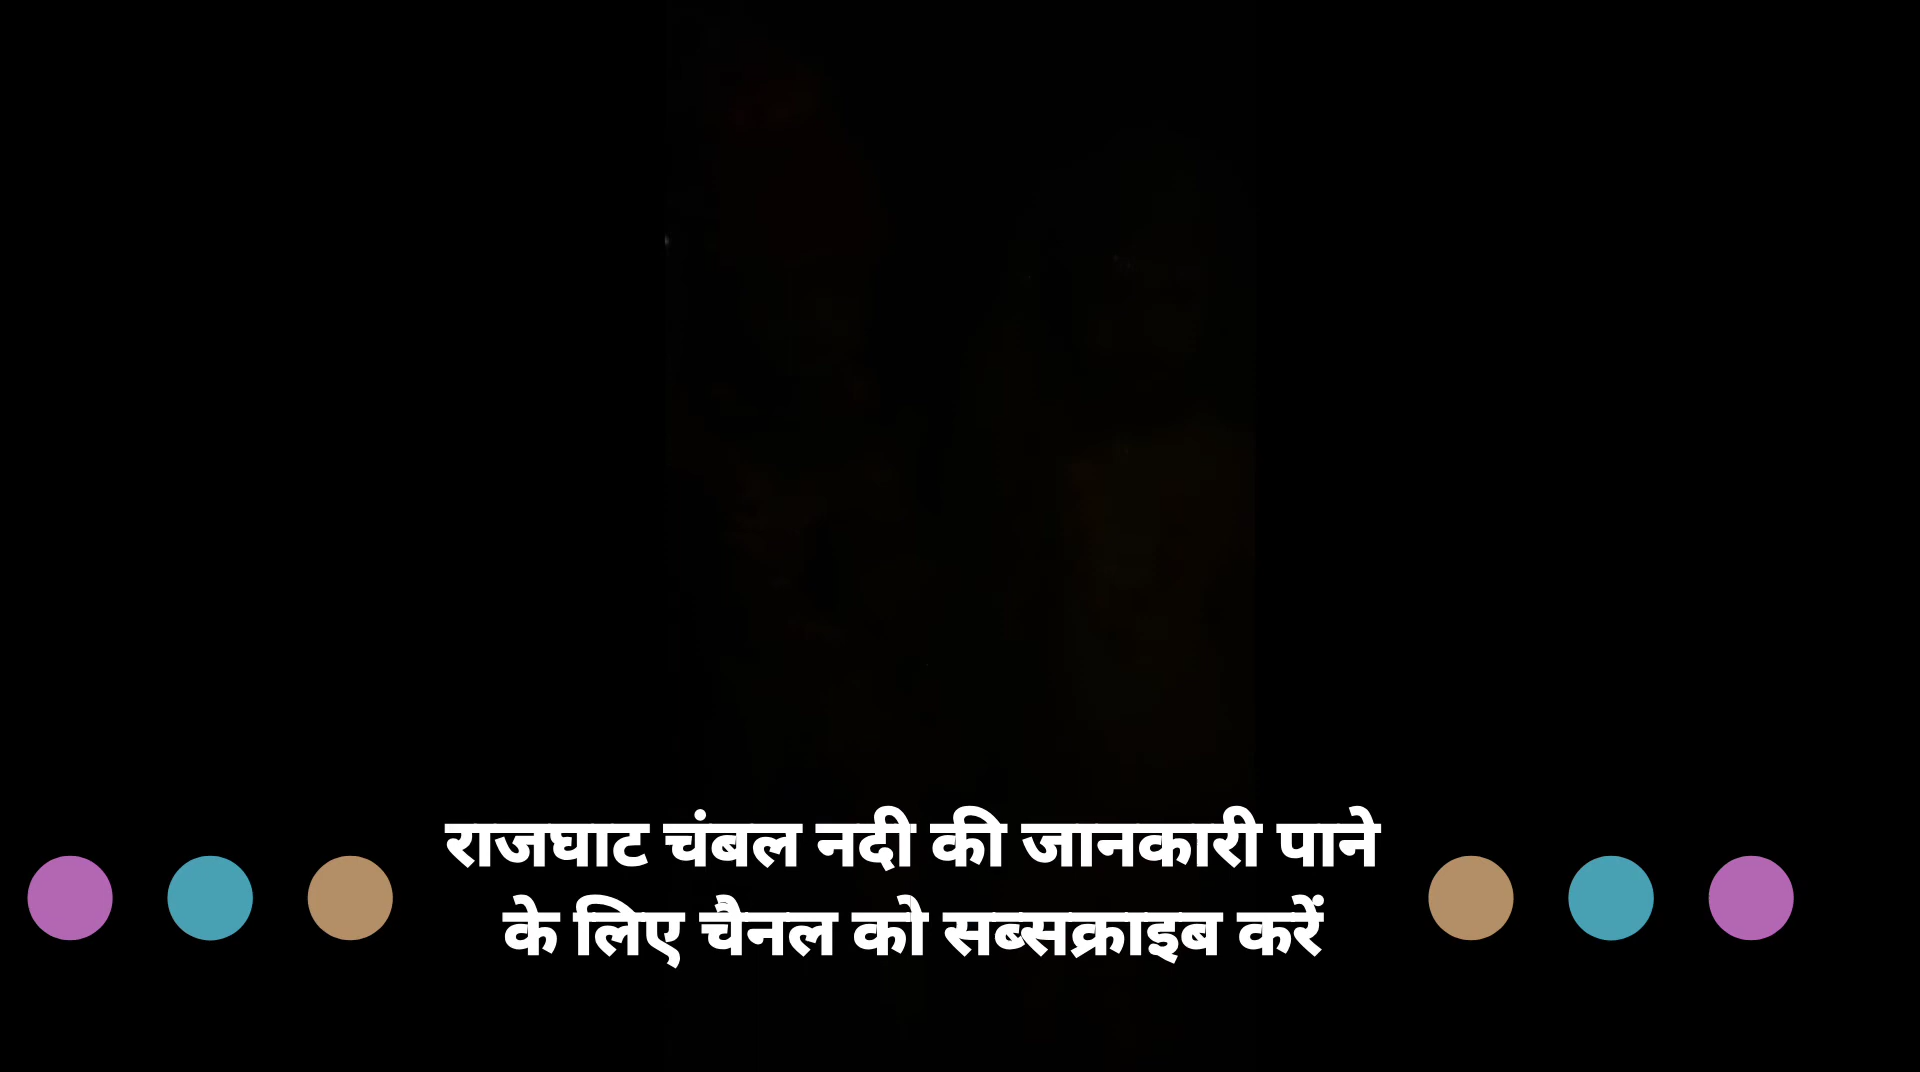 राजघाट चंबल नदी की जानकारी पाने
के लिए चैनल को सब्सक्राइब करें